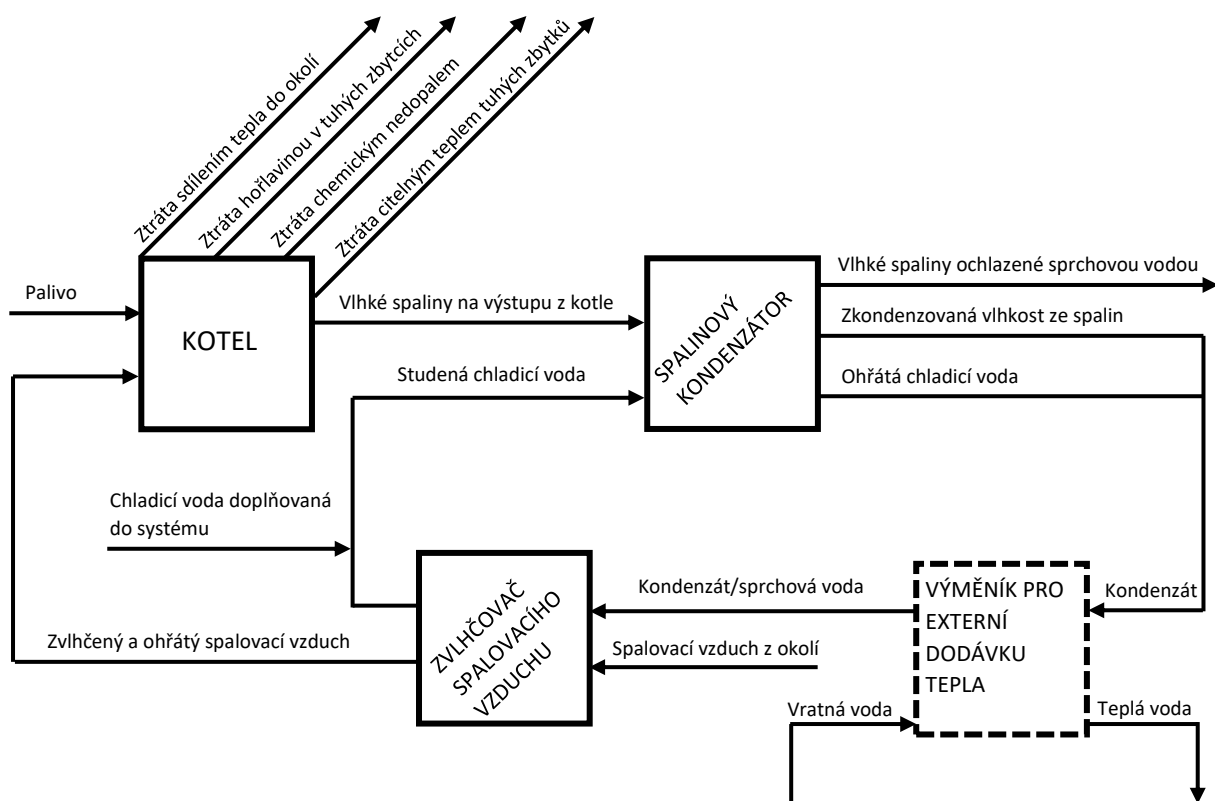 Ztráta sdílením tepla do okolí
Ztráta hořlavinou v tuhých zbytcích
Ztráta chemickým nedopalem
Ztráta citelným teplem tuhých zbytků
Palivo
KOTEL
Vlhké spaliny na výstupu z kotle
Studená chladicí voda
SPALINOVÝ
KONDENZÁTOR
Vlhké spaliny ochlazené sprchovou vodou
Zkondenzovaná vlhkost ze spalin
Ohřátá chladicí voda
Chladicí voda doplňovaná
do systému
Zvlhčený a ohřátý spalovací vzduch
ZVLHČOVAČ
SPALOVACÍHO
VZDUCHU
Kondenzát/sprchová voda
Spalovací vzduch z okolí
VÝMĚNÍK PRO
EXTERNÍ
DODÁVKU
TEPLA
Kondenzát
Vratná voda
Teplá voda